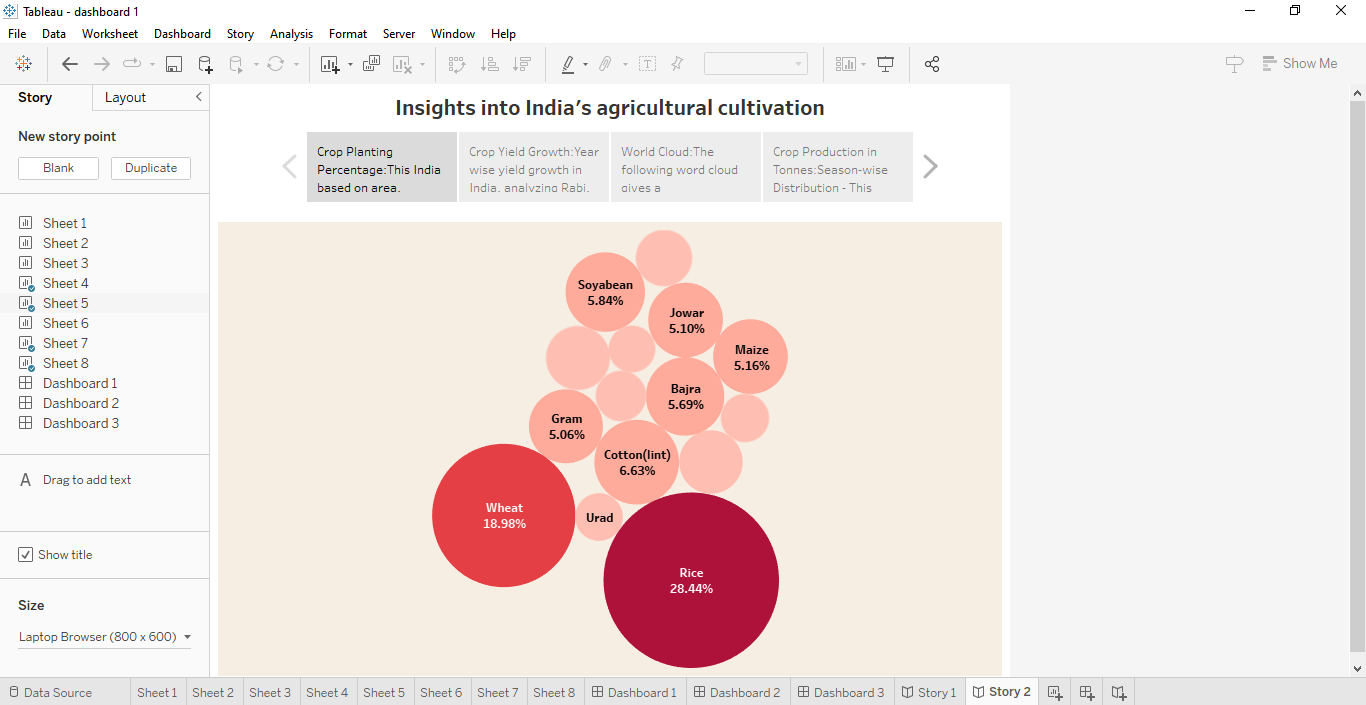 Tableau - dashboard 1
File Data Worksheet Dashboard Story Analysis Format Server Window Help
Show Me
Story Layout
New story point
Blank Duplicate
Sheet 1
Sheet 2
Sheet 3
Sheet 4
Sheet 5
Sheet 6
Sheet 7
Sheet 8
Dashboard 1
Dashboard 2
Dashboard 3
A Drag to add text
Show title
Size
Laptop Browser (800 x 600)
Insights into India's agricultural cultivation
Crop Planting
Percentage:This India
based on area.
Crop Yield Growth:Year
wise yield growth in
India, analyzing Rabi,
World Cloud:The
following word cloud
gives a
Crop Production in
Tonnes:Season-wise
Distribution - This
Soyabean
5.84%
Jowar
5.10%
Maize
5.16%
Bajra
5.69%
Gram
5.06%
Cotton(lint)
6.63%
Wheat
18.98%
Urad
Rice
28.44%
Data Source Sheet 1 Sheet 2 Sheet 3 Sheet 4 Sheet 5 Sheet 6 Sheet 7 Sheet 8 Dashboard 1 Dashboard 2 Dashboard 3 Story 1 Story 2